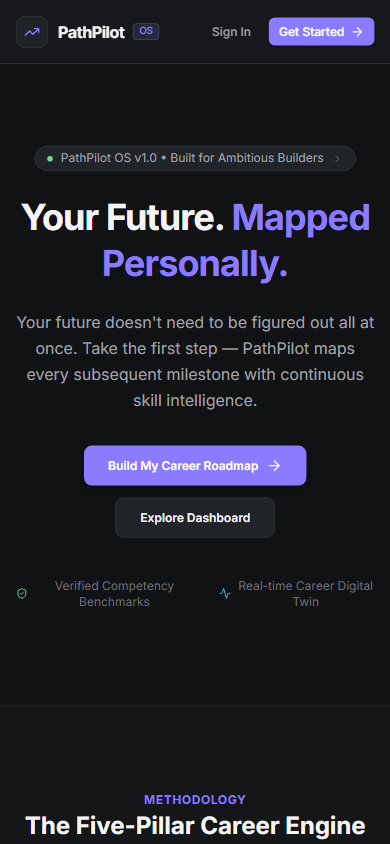 PathPilot OS Sign In Get Started
PathPilot OS v1.0 • Built for Ambitious Builders
Your Future. Mapped
Personally.
Your future doesn't need to be figured out all at
once. Take the first step — PathPilot maps
every subsequent milestone with continuous
skill intelligence.
Build My Career Roadmap
Explore Dashboard
Verified Competency
Benchmarks
Real-time Career Digital
Twin
METHODOLOGY
The Five-Pillar Career Engine